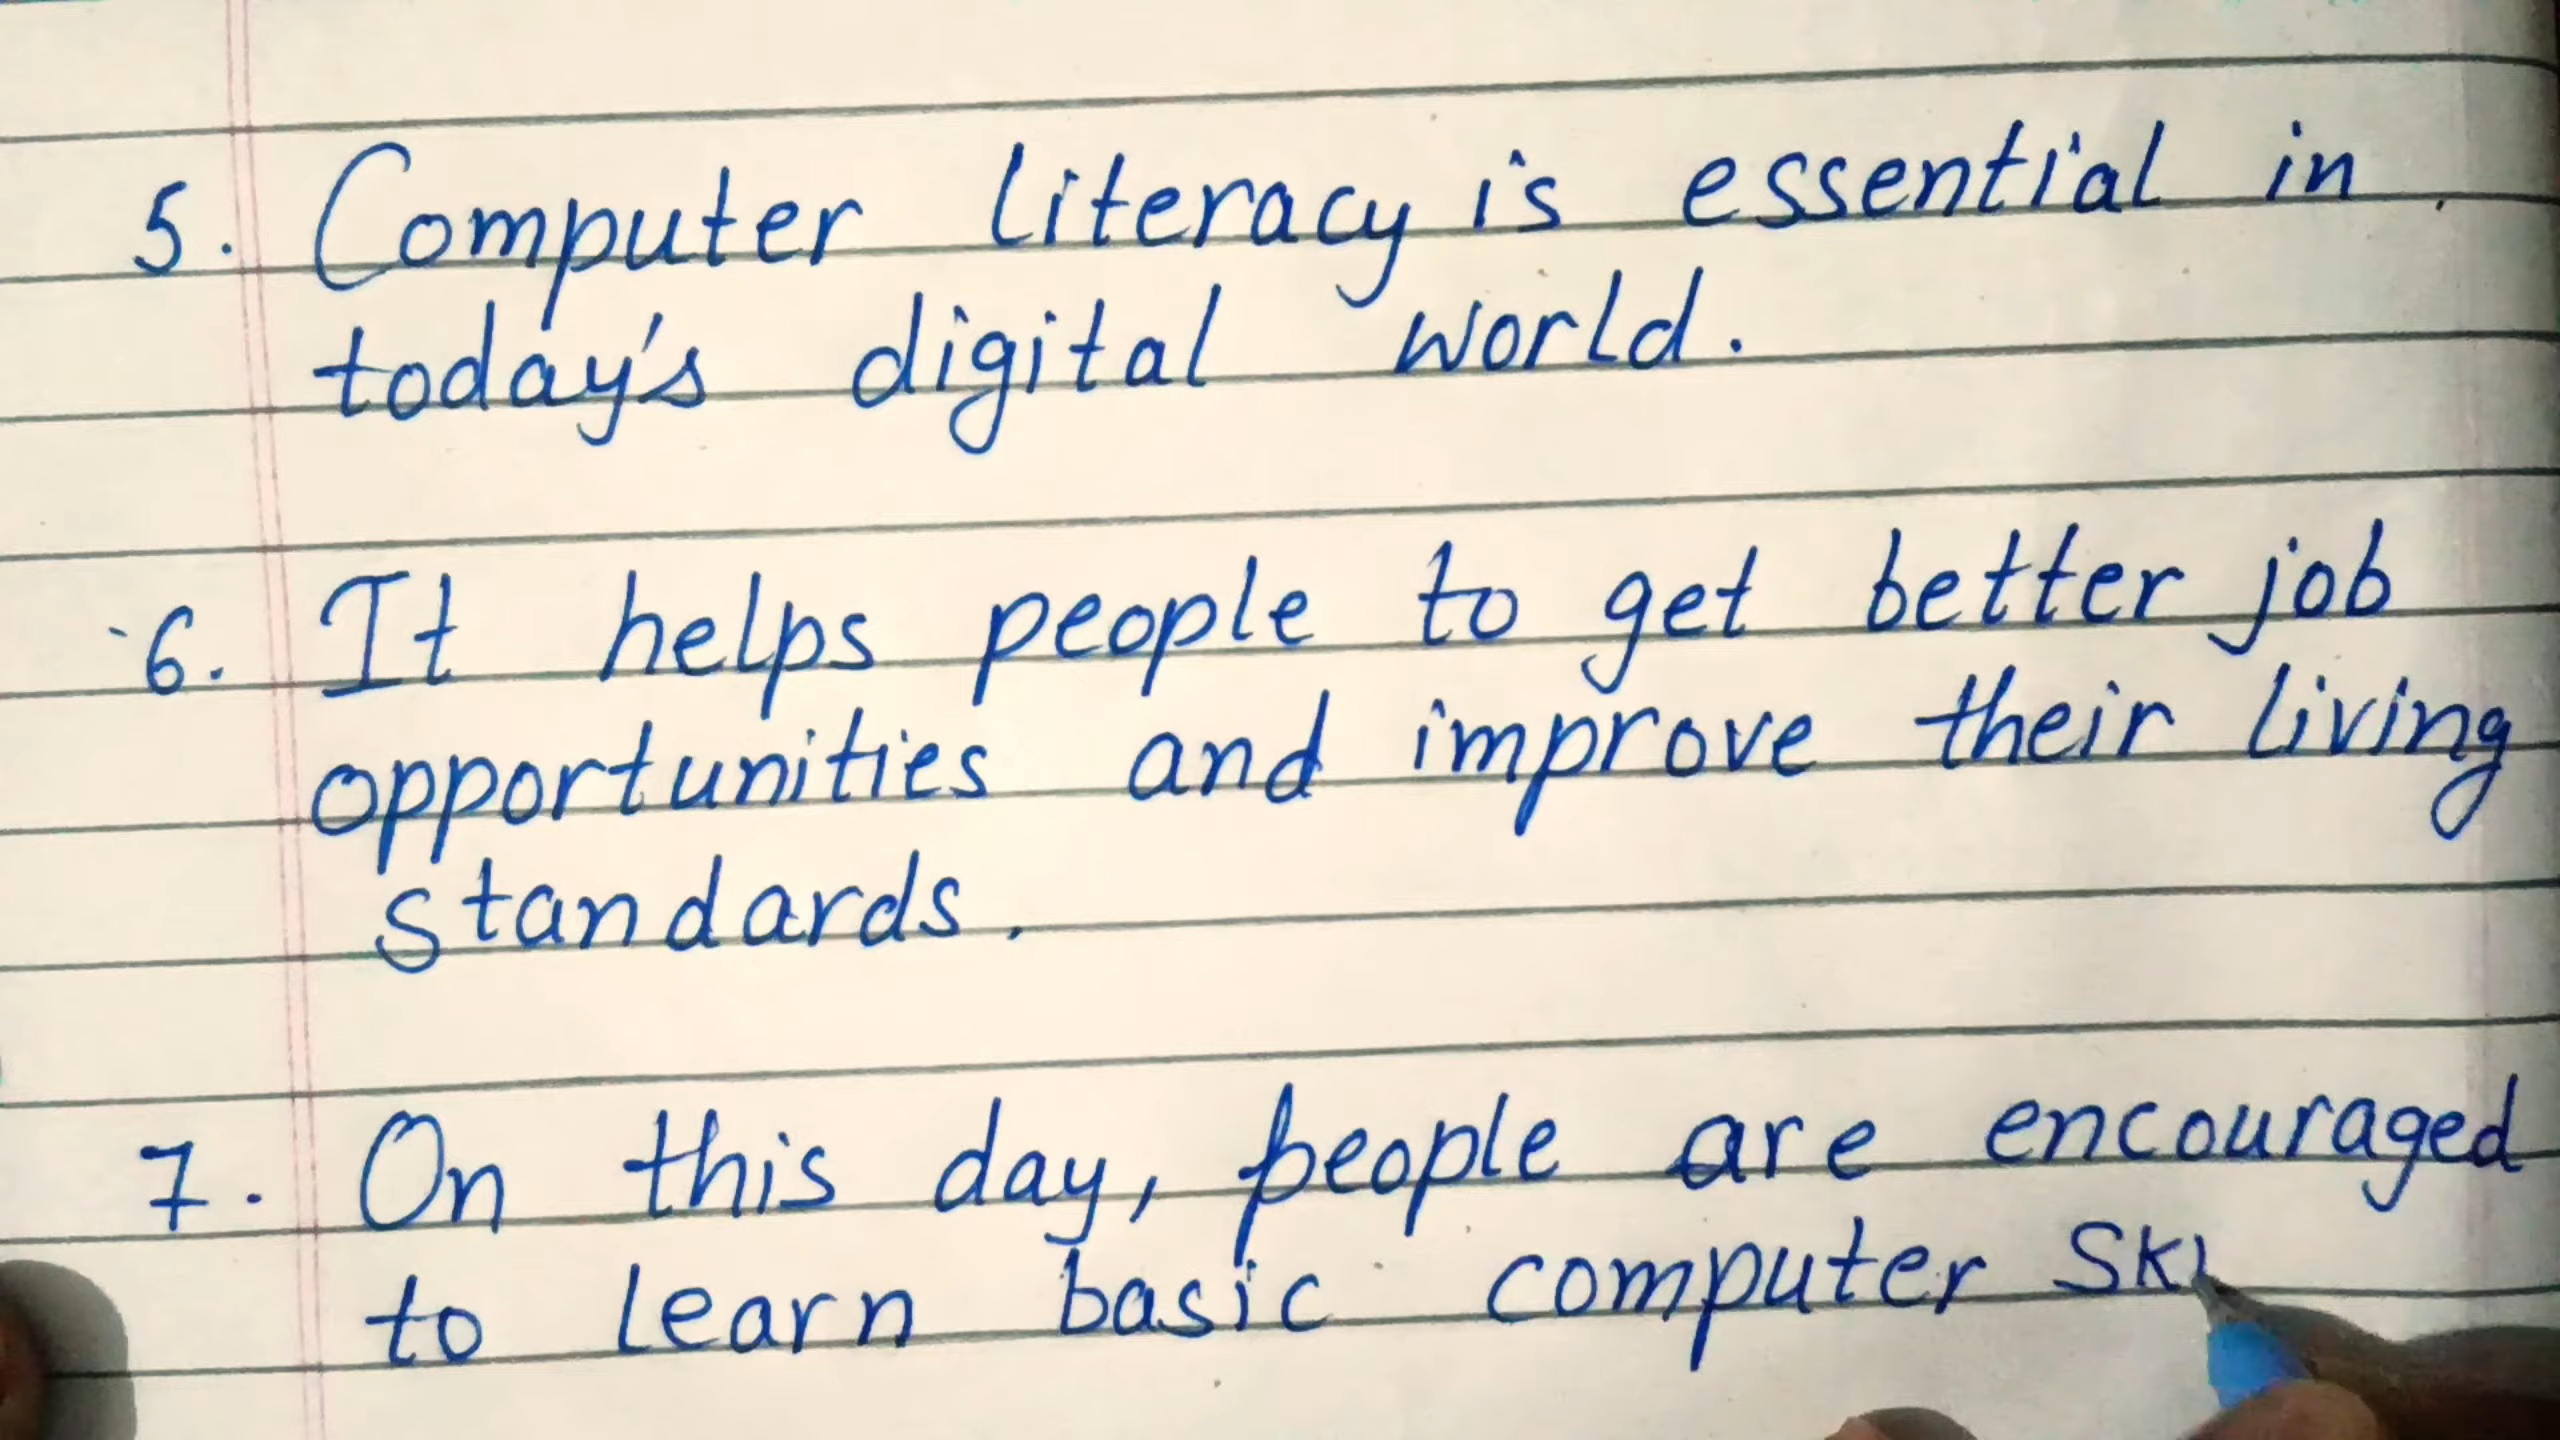 5. Computer literacy is essential in
today's digital world.
6. It helps people to get better job
opportunities and improve their living
standards.
7. On this day, people are encouraged
to learn basic computer